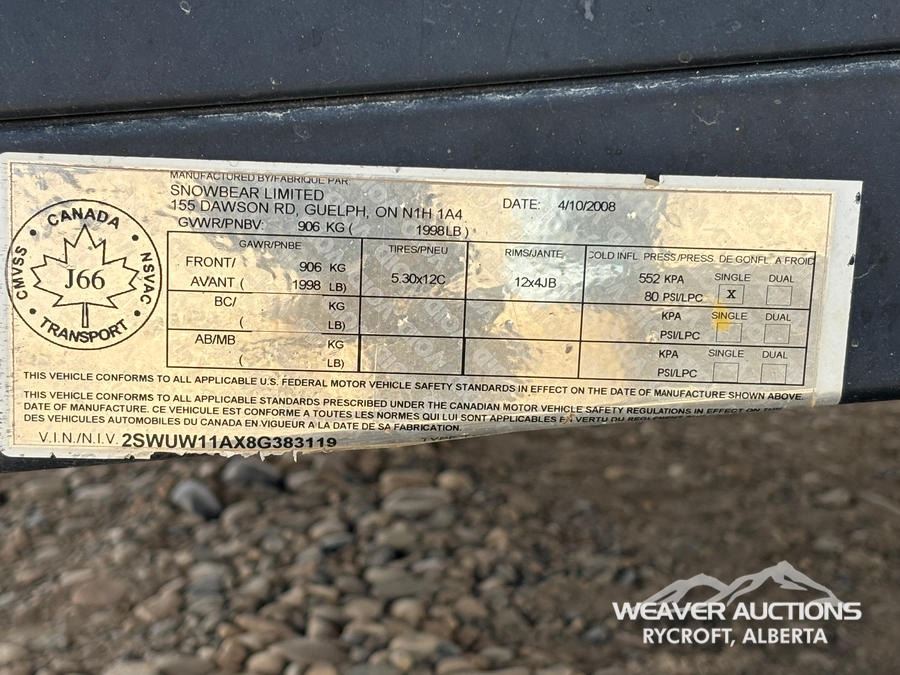 MANUFACTURED BY/FABRIQUE PAR
SNOWBEAR LIMITED
155 DAWSON RD, GUELPH, ON N1H 1A4
DATE: 4/10/2008
GVWR/PNBV: 906 KG ( 1998LB )
CANADA
CMVSS
NSVAC
J66
TRANSPORT
GAWR/PNBE TIRES/PNEU RIMS/JANTE COLD INFL PRESS/PRESS. DE GONFL A FROID
FRONT/ 906 KG 5.30x12C 12x4JB 552 KPA SINGLE DUAL
AVANT ( 1998 LB) 80 PSI/LPC X
BC/ KG KPA SINGLE DUAL
( LB) PSI/LPC
AB/MB KG KPA SINGLE DUAL
( LB) PSI/LPC
THIS VEHICLE CONFORMS TO ALL APPLICABLE U.S. FEDERAL MOTOR VEHICLE SAFETY STANDARDS IN EFFECT ON THE DATE OF MANUFACTURE SHOWN ABOVE.
THIS VEHICLE CONFORMS TO ALL APPLICABLE STANDARDS PRESCRIBED UNDER THE CANADIAN MOTOR VEHICLE SAFETY REGULATIONS IN EFFECT ON THE
DATE OF MANUFACTURE. CE VEHICULE EST CONFORME A TOUTES LES NORMES QUI LUI SONT APPLICABLES EN VERTU DU
DES VEHICULES AUTOMOBILES DU CANADA EN VIGUEUR A LA DATE DE SA FABRICATION.
V.I.N./N.I.V. 2SWUW11AX8G383119
WEAVER AUCTIONS
RYCROFT, ALBERTA